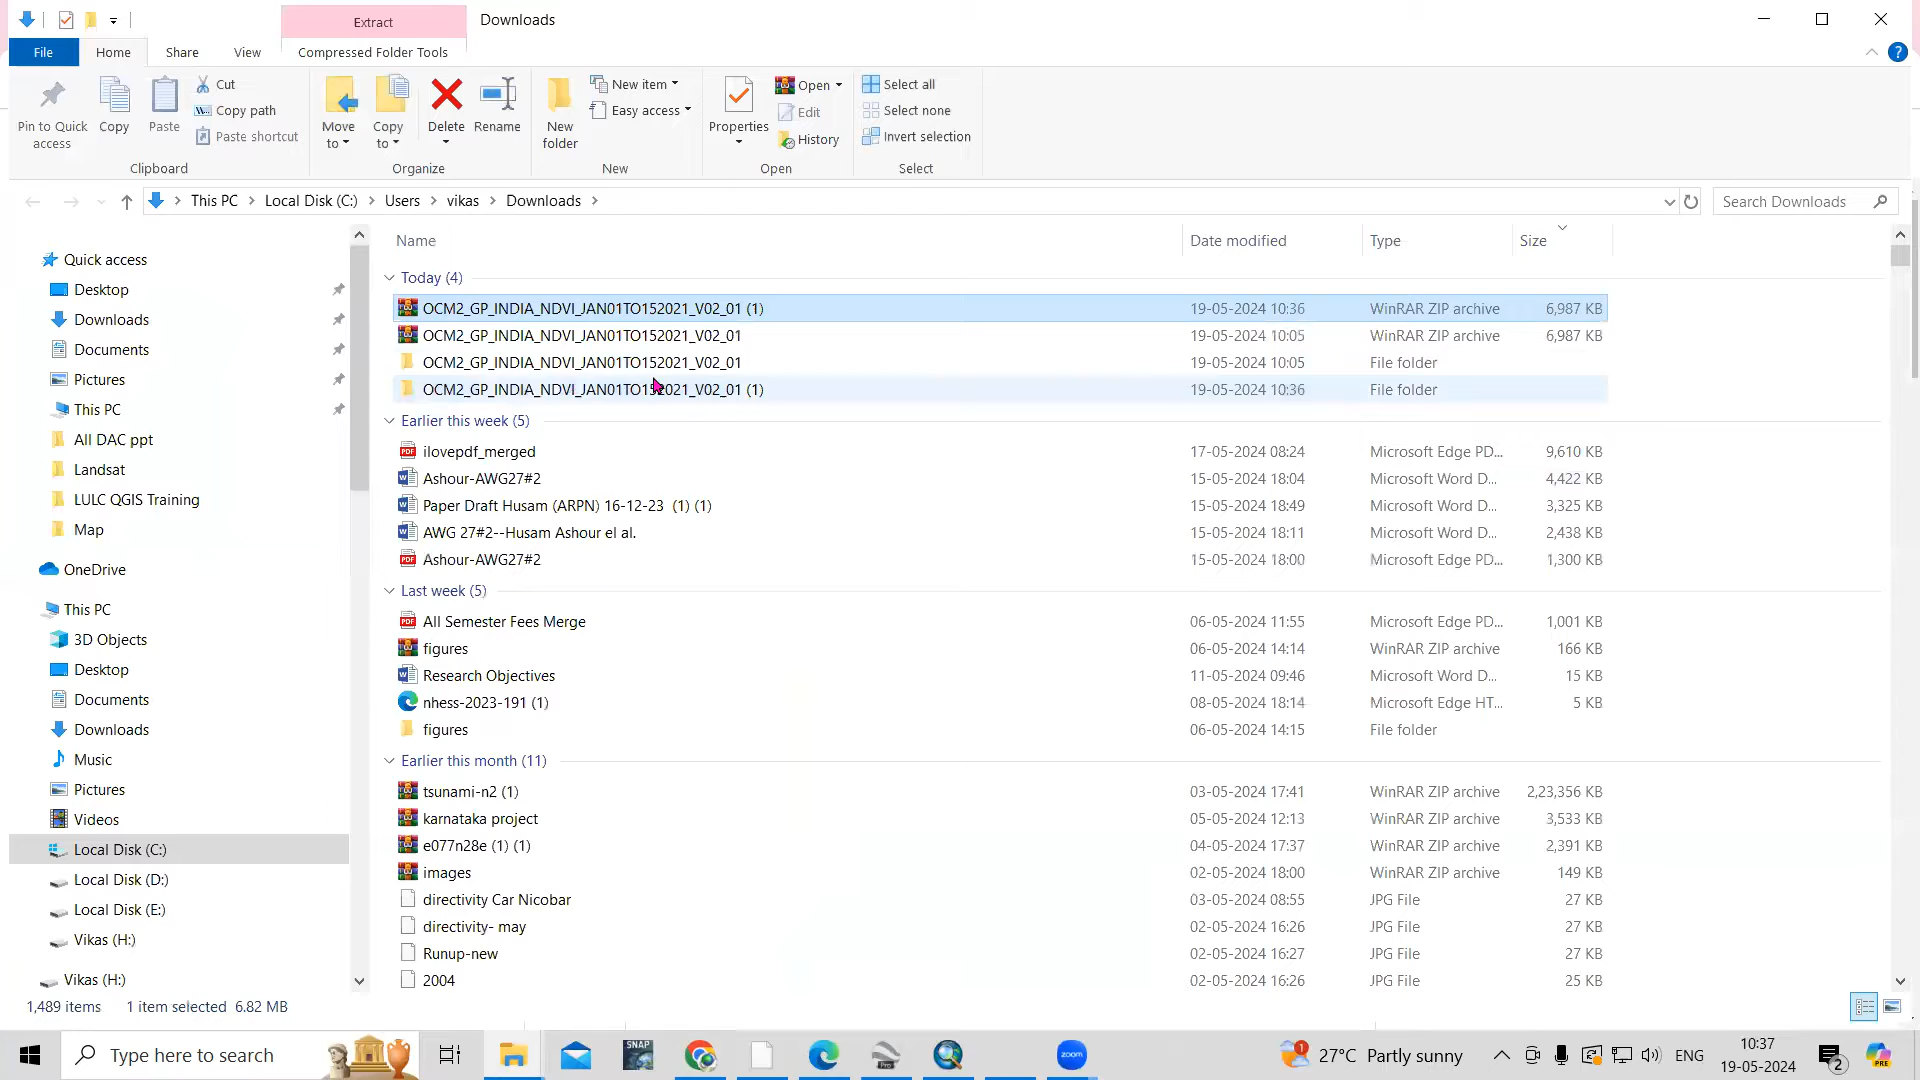 Extract
Downloads
File
Home
Share
View
Compressed Folder Tools
Pin to Quick
access
Copy
Paste
Cut
Copy path
Paste shortcut
Clipboard
Move
to
Copy
to
Delete
Rename
Organize
New
folder
New item
Easy access
New
Properties
Open
Edit
History
Open
Select all
Select none
Invert selection
Select
This PC > Local Disk (C:) > Users > vikas > Downloads >
Search Downloads
Name
Date modified
Type
Size
Quick access
Desktop
Downloads
Documents
Pictures
This PC
All DAC ppt
Landsat
LULC QGIS Training
Map
OneDrive
This PC
3D Objects
Desktop
Documents
Downloads
Music
Pictures
Videos
Local Disk (C:)
Local Disk (D:)
Local Disk (E:)
Vikas (H:)
Vikas (H:)
Today (4)
OCM2_GP_INDIA_NDVI_JAN01TO152021_V02_01 (1) 19-05-2024 10:36 WinRAR ZIP archive 6,987 KB
OCM2_GP_INDIA_NDVI_JAN01TO152021_V02_01 19-05-2024 10:05 WinRAR ZIP archive 6,987 KB
OCM2_GP_INDIA_NDVI_JAN01TO152021_V02_01 19-05-2024 10:05 File folder
OCM2_GP_INDIA_NDVI_JAN01TO152021_V02_01 (1) 19-05-2024 10:36 File folder
Earlier this week (5)
ilovepdf_merged 17-05-2024 08:24 Microsoft Edge PD... 9,610 KB
Ashour-AWG27#2 15-05-2024 18:04 Microsoft Word D... 4,422 KB
Paper Draft Husam (ARPN) 16-12-23 (1) (1) 15-05-2024 18:49 Microsoft Word D... 3,325 KB
AWG 27#2--Husam Ashour el al. 15-05-2024 18:11 Microsoft Word D... 2,438 KB
Ashour-AWG27#2 15-05-2024 18:00 Microsoft Edge PD... 1,300 KB
Last week (5)
All Semester Fees Merge 06-05-2024 11:55 Microsoft Edge PD... 1,001 KB
figures 06-05-2024 14:14 WinRAR ZIP archive 166 KB
Research Objectives 11-05-2024 09:46 Microsoft Word D... 15 KB
nhess-2023-191 (1) 08-05-2024 18:14 Microsoft Edge HT... 5 KB
figures 06-05-2024 14:15 File folder
Earlier this month (11)
tsunami-n2 (1) 03-05-2024 17:41 WinRAR ZIP archive 2,23,356 KB
karnataka project 05-05-2024 12:13 WinRAR ZIP archive 3,533 KB
e077n28e (1) (1) 04-05-2024 17:37 WinRAR ZIP archive 2,391 KB
images 02-05-2024 18:00 WinRAR ZIP archive 149 KB
directivity Car Nicobar 03-05-2024 08:55 JPG File 27 KB
directivity- may 02-05-2024 16:26 JPG File 27 KB
Runup-new 02-05-2024 16:27 JPG File 27 KB
2004 02-05-2024 16:26 JPG File 25 KB
1,489 items 1 item selected 6.82 MB
Type here to search
SNAP
Pro
zoom
1
27°C Partly sunny
ENG
10:37
19-05-2024
2
PRE